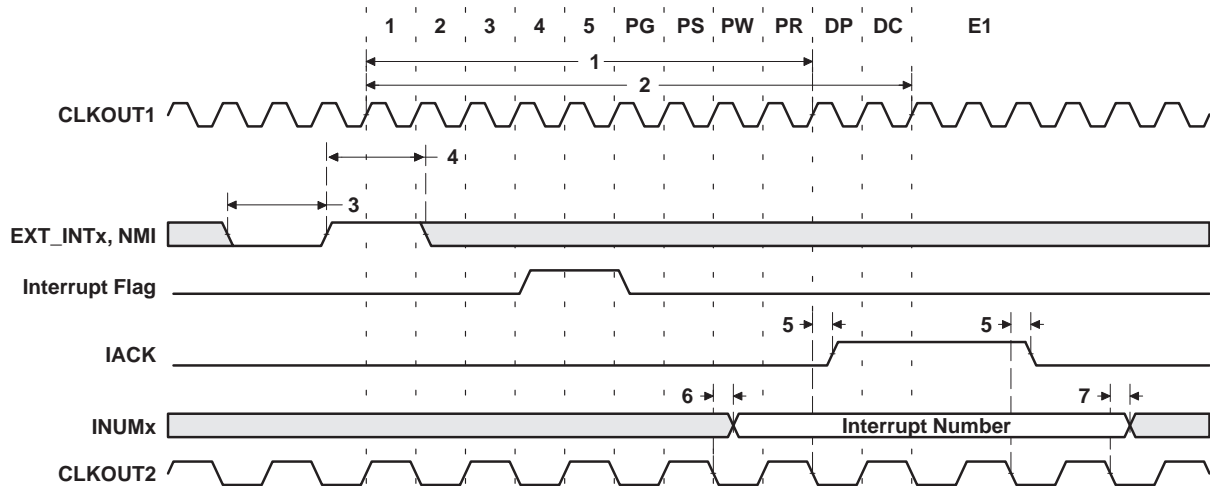 1 2 3 4 5 PG PS PW PR DP DC E1
1
2
CLKOUT1
4
3
EXT_INTx, NMI
Interrupt Flag
5 5
IACK
6 7
INUMx Interrupt Number
CLKOUT2